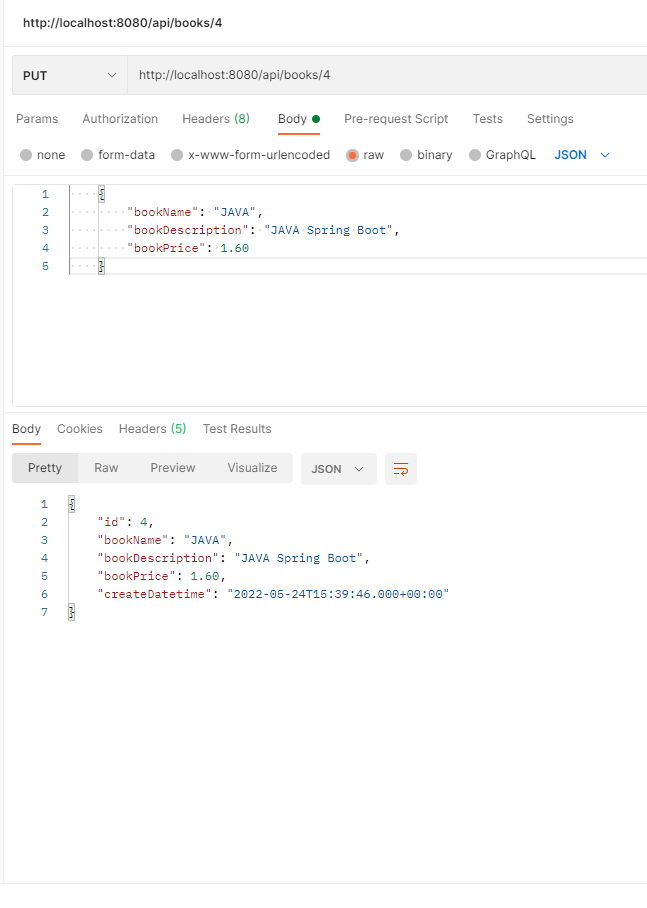 http://localhost:8080/api/books/4
PUT http://localhost:8080/api/books/4
Params Authorization Headers (8) Body Pre-request Script Tests Settings
none form-data x-www-form-urlencoded raw binary GraphQL JSON
1 {
2 "bookName": "JAVA",
3 "bookDescription": "JAVA Spring Boot",
4 "bookPrice": 1.60
5 }
Body Cookies Headers (5) Test Results
Pretty Raw Preview Visualize JSON
1 {
2 "id": 4,
3 "bookName": "JAVA",
4 "bookDescription": "JAVA Spring Boot",
5 "bookPrice": 1.60,
6 "createDatetime": "2022-05-24T15:39:46.000+00:00"
7 }